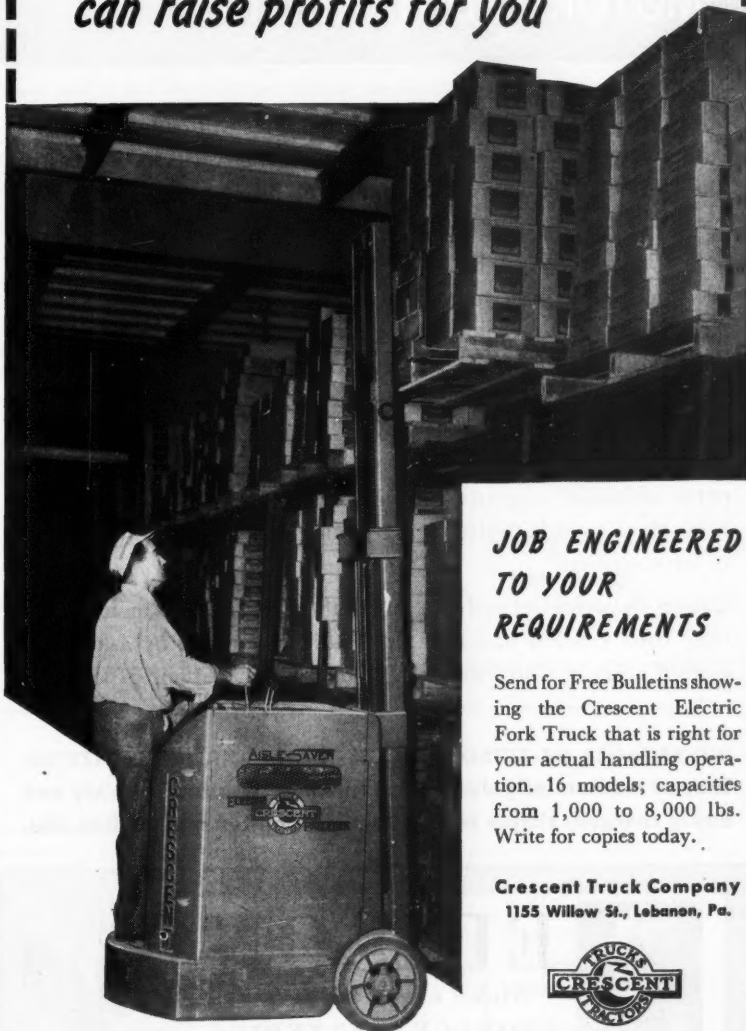 can raise profits for you
JOB ENGINEERED
TO YOUR
REQUIREMENTS
Send for Free Bulletins show-
ing the Crescent Electric
Fork Truck that is right for
your actual handling opera-
tion. 16 models; capacities
from 1,000 to 8,000 lbs.
Write for copies today.
Crescent Truck Company
1155 Willow St., Lebanon, Pa.
TRUCKS
CRESCENT
TRACTORS
AISLE-SAVER
CRESCENT
CRESCENT